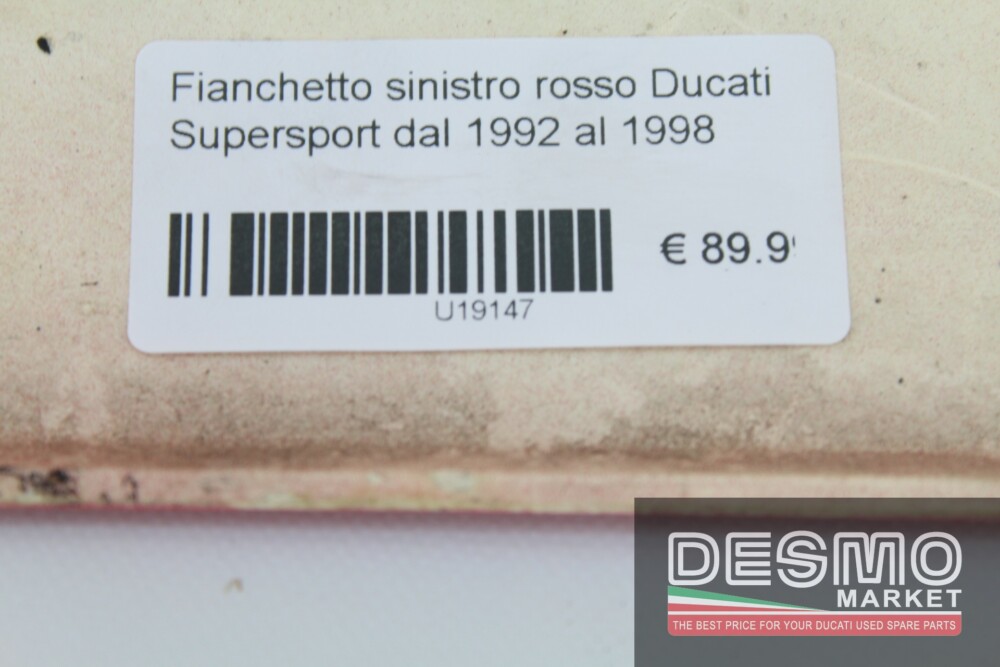 Fianchetto sinistro rosso Ducati
Supersport dal 1992 al 1998
€ 89.9
U19147
DESMO
MARKET
THE BEST PRICE FOR YOUR DUCATI USED SPARE PARTS